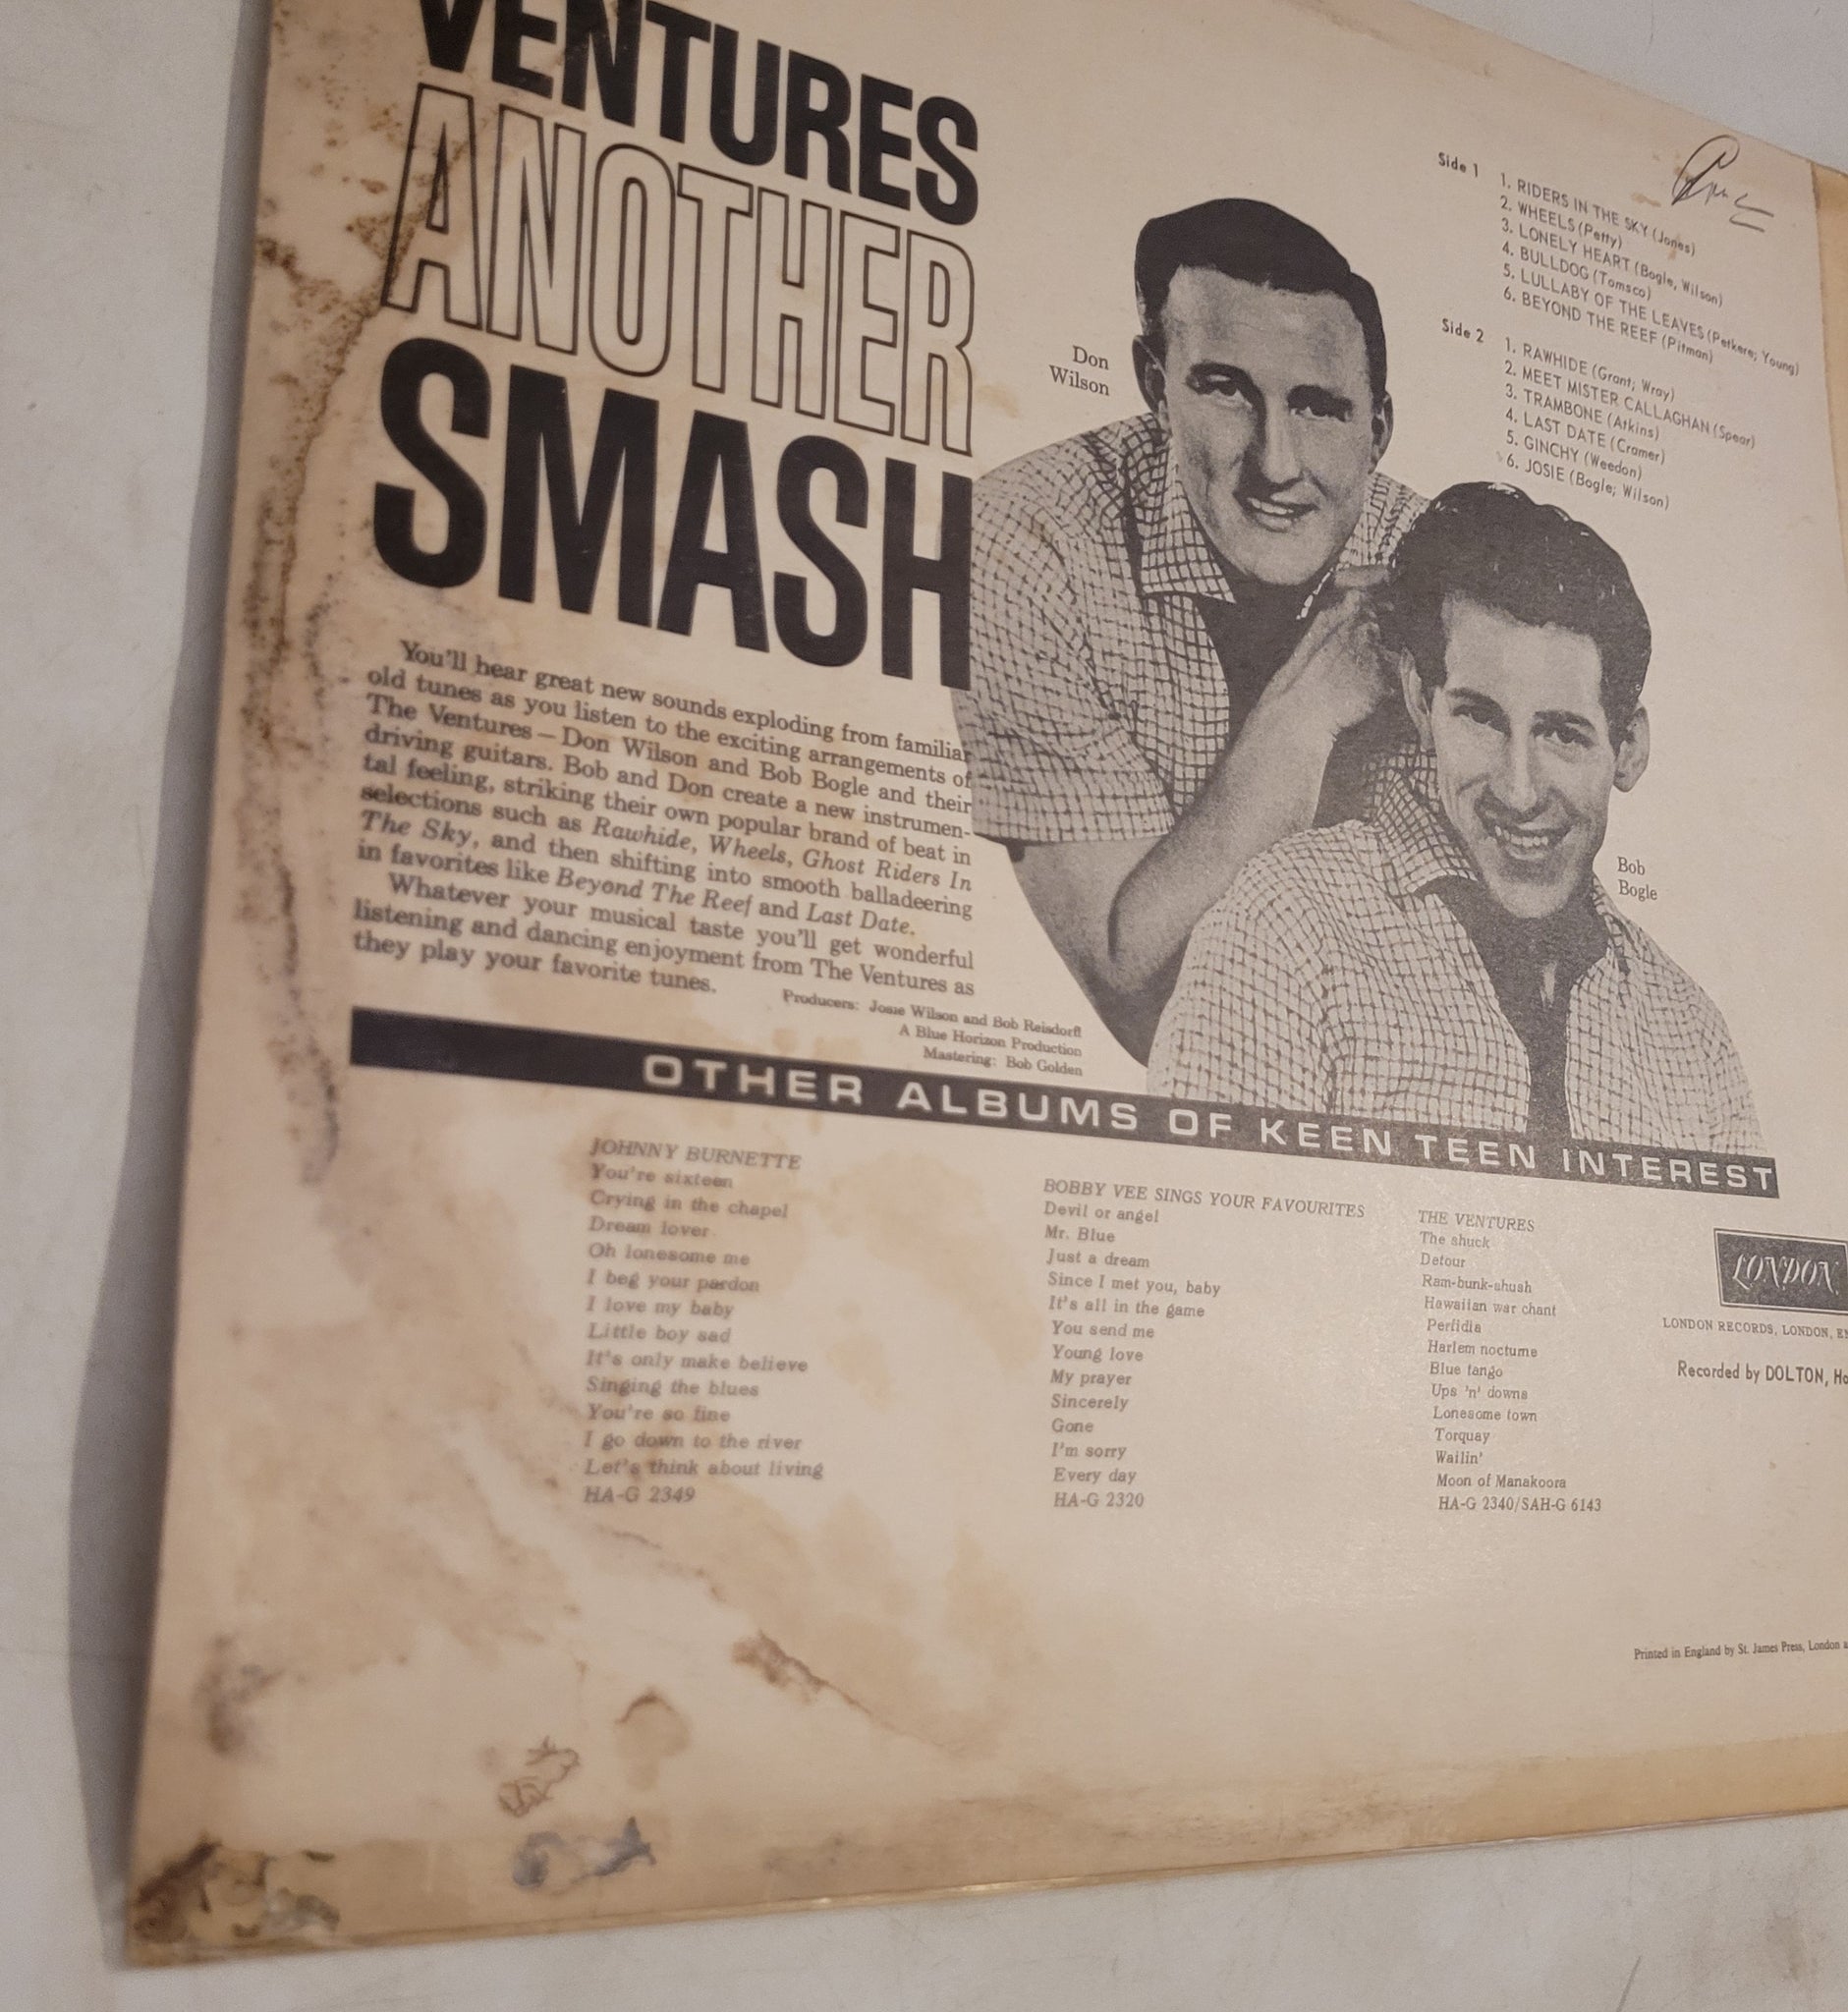 VENTURES
ANOTHER
SMASH
Side 1
1. RIDERS IN THE SKY (Jones)
2. WHEELS (Petty)
3. LONELY HEART (Bogle, Wilson)
4. BULLDOG (Tomsco)
5. LULLABY OF THE LEAVES (Petkere; Young)
6. BEYOND THE REEF (Pitman)
Side 2
1. RAWHIDE (Grant; Wray)
2. MEET MISTER CALLAGHAN (Spear)
3. TRAMBONE (Atkins)
4. LAST DATE (Cramer)
5. GINCHY (Weedon)
6. JOSIE (Bogle; Wilson)
Don
Wilson
Bob
Bogle
You'll hear great new sounds exploding from familiar
old tunes as you listen to the exciting arrangements of
The Ventures – Don Wilson and Bob Bogle and their
driving guitars. Bob and Don create a new instrumen-
tal feeling, striking their own popular brand of beat in
selections such as Rawhide, Wheels, Ghost Riders In
The Sky, and then shifting into smooth balladeering
in favorites like Beyond The Reef and Last Date.
Whatever your musical taste you'll get wonderful
listening and dancing enjoyment from The Ventures as
they play your favorite tunes.
Producers: Josie Wilson and Bob Reisdorff
A Blue Horizon Production
Mastering: Bob Golden
OTHER ALBUMS OF KEEN TEEN INTEREST
JOHNNY BURNETTE
You're sixteen
Crying in the chapel
Dream lover
Oh lonesome me
I beg your pardon
I love my baby
Little boy sad
It's only make believe
Singing the blues
You're so fine
I go down to the river
Let's think about living
HA-G 2349
BOBBY VEE SINGS YOUR FAVOURITES
Devil or angel
Mr. Blue
Just a dream
Since I met you, baby
It's all in the game
You send me
Young love
My prayer
Sincerely
Gone
I'm sorry
Every day
HA-G 2320
THE VENTURES
The shuck
Detour
Ram-bunk-shush
Hawaiian war chant
Perfidia
Harlem nocturne
Blue tango
Ups 'n' downs
Lonesome town
Torquay
Wailin'
Moon of Manakoora
HA-G 2340/SAH-G 6143
LONDON
LONDON RECORDS, LONDON,
Recorded by DOLTON,
Printed in England by St. James Press, London